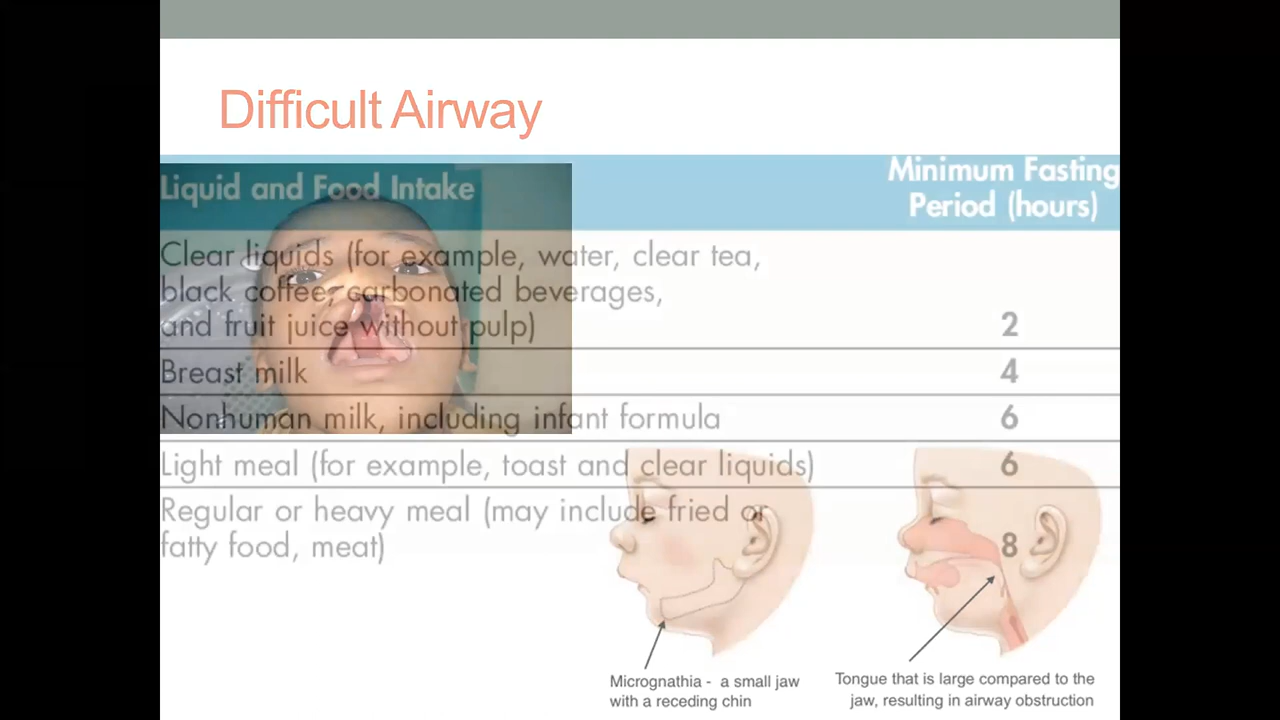 Difficult Airway
Liquid and Food Intake
Minimum Fasting
Period (hours)
Clear liquids (for example, water, clear tea,
black coffee, carbonated beverages,
and fruit juice without pulp)
2
Breast milk
4
Nonhuman milk, including infant formula
6
Light meal (for example, toast and clear liquids)
6
Regular or heavy meal (may include fried or
fatty food, meat)
8
Micrognathia - a small jaw
with a receding chin
Tongue that is large compared to the
jaw, resulting in airway obstruction